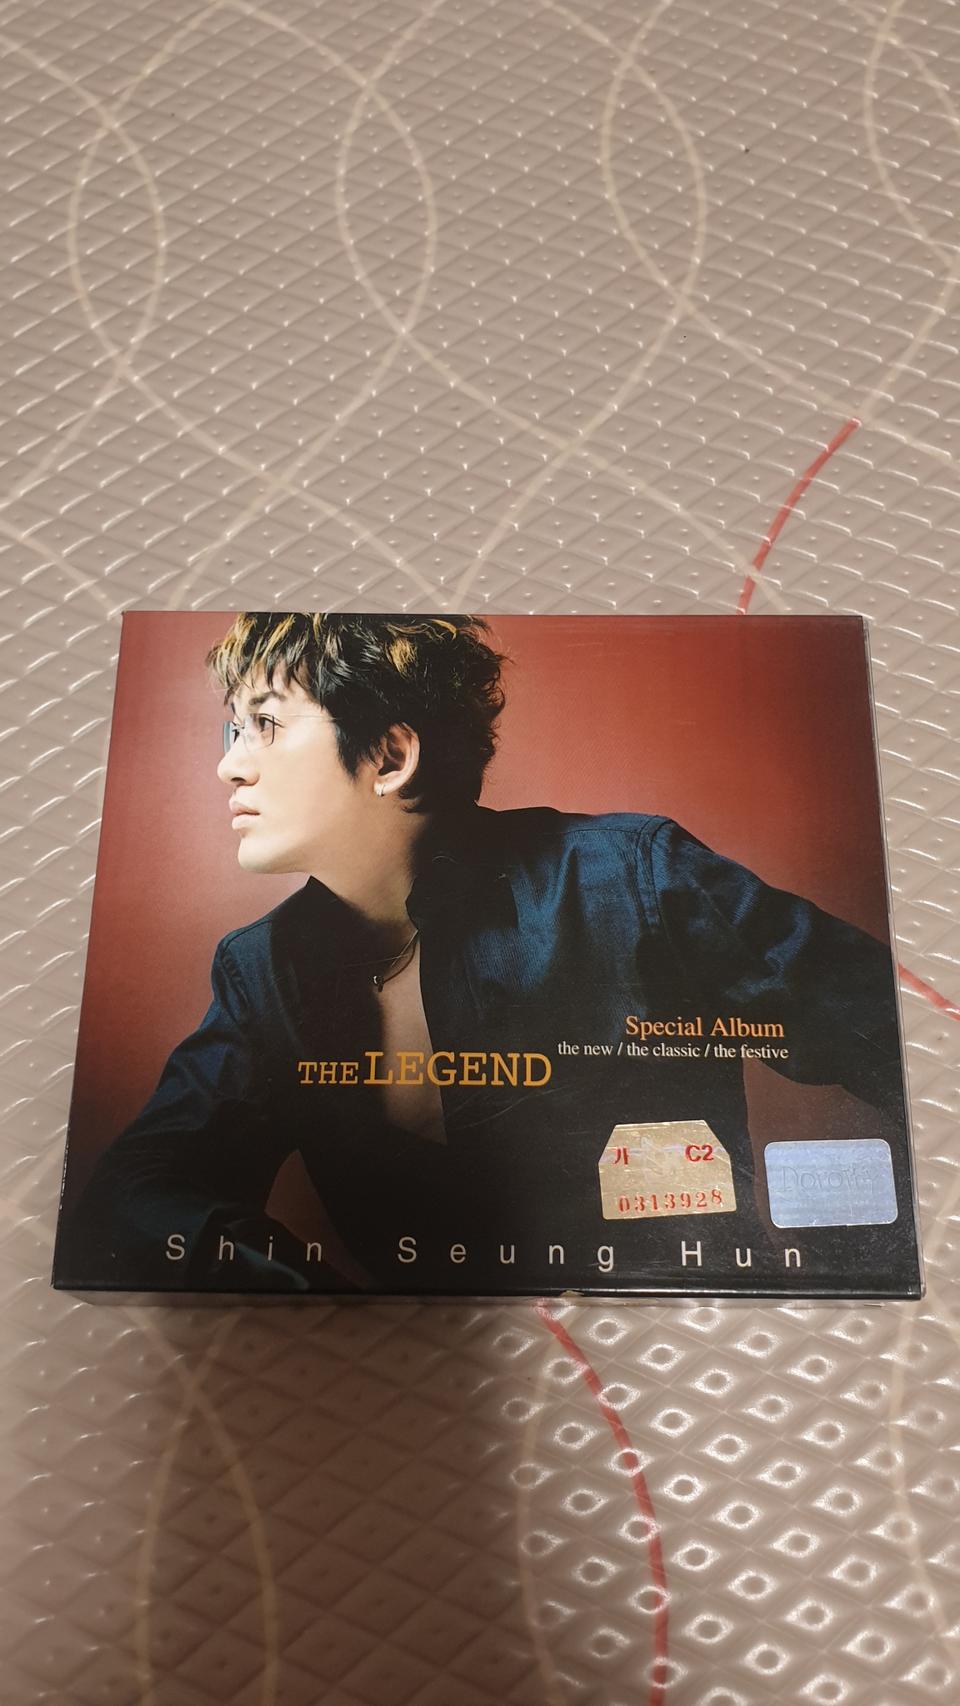 Special Album
the new / the classic / the festive
THE LEGEND
가 C2
0313928
Shin Seung Hun